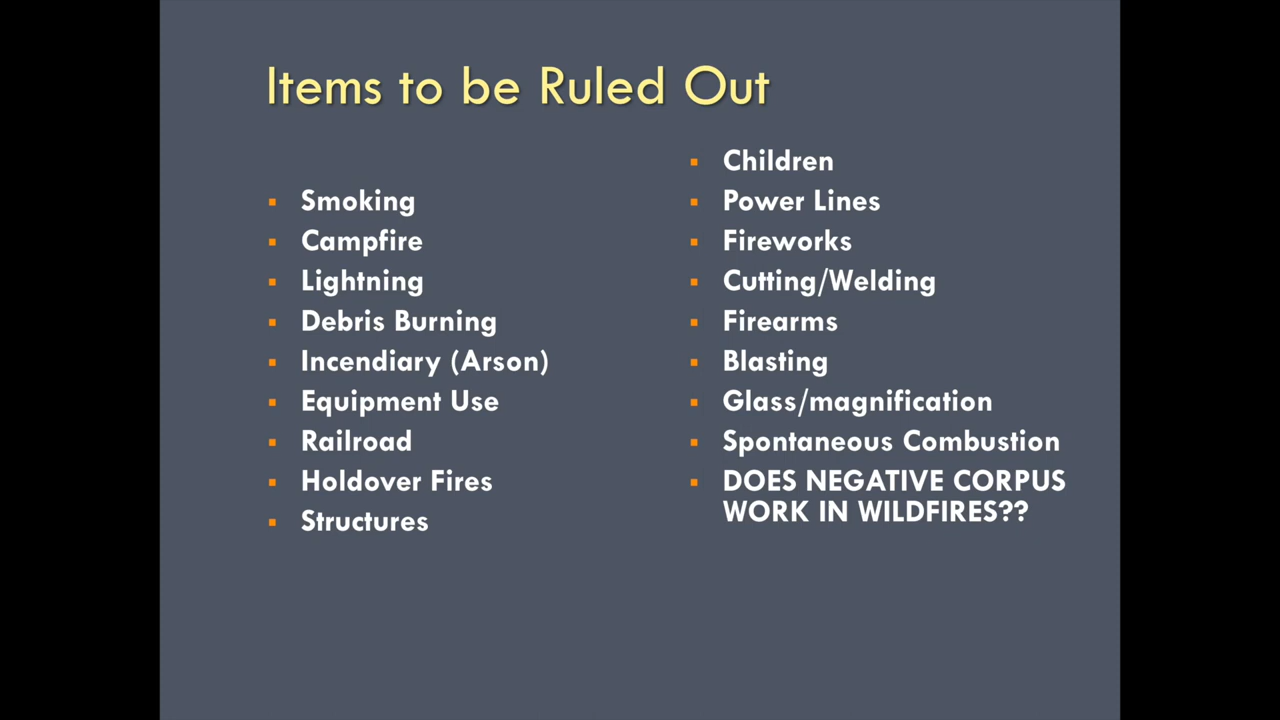 Items to be Ruled Out
Smoking
Campfire
Lightning
Debris Burning
Incendiary (Arson)
Equipment Use
Railroad
Holdover Fires
Structures
Children
Power Lines
Fireworks
Cutting/Welding
Firearms
Blasting
Glass/magnification
Spontaneous Combustion
DOES NEGATIVE CORPUS
WORK IN WILDFIRES??